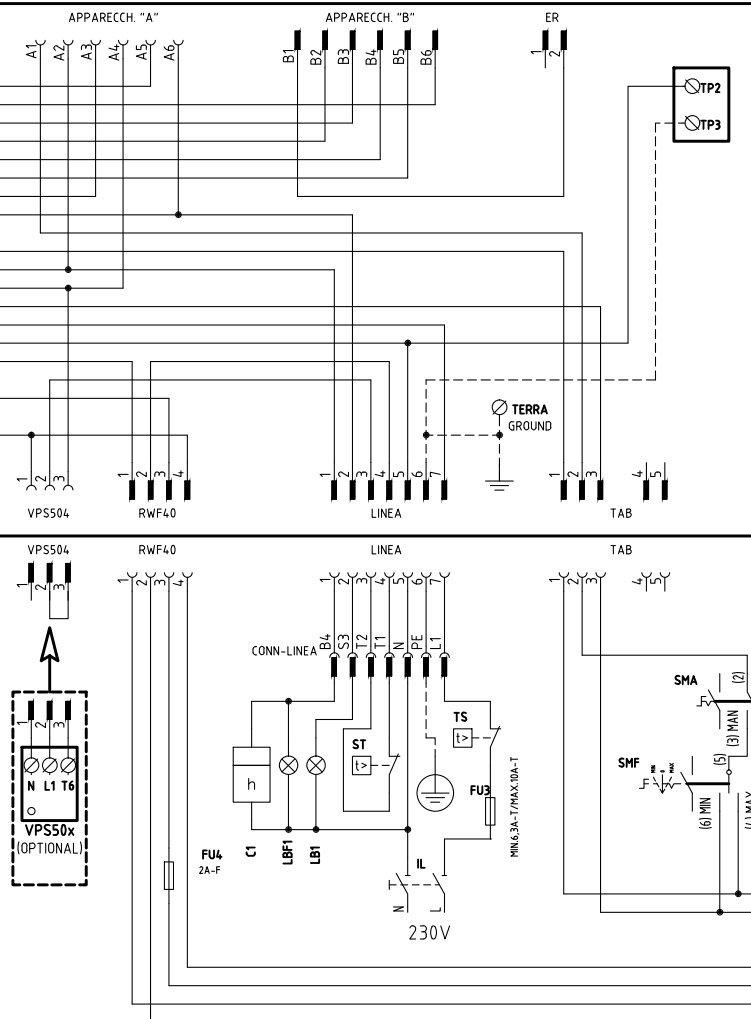 APPARECCH. "A"
APPARECCH. "B"
ER
A1 A2 A3 A4 A5 A6
B1 B2 B3 B4 B5 B6
1 2
TP2
TP3
TERRA
GROUND
1 2 3
1 2 3 4
1 2 3 4 5 6 7
1 2 3 4 5
VPS504
RWF40
LINEA
TAB
VPS504
RWF40
LINEA
TAB
1 2 3
1 2 3 4
1 2 3 4 5 6 7
1 2 3 4 5
CONN-LINEA
B4 S3 T2 T1 N PE L1
SMA
(2)
(3) MAN
1 2 3
ST
t>
TS
t>
SMF
MIN 0 MAX
(5)
h
N L1 T6
FU3
MIN.6,3A-T/MAX.10A-T
(6) MIN
(4) MAX
VPS50x
(OPTIONAL)
FU4
2A-F
C1
LBF1
LB1
IL
N L
230V